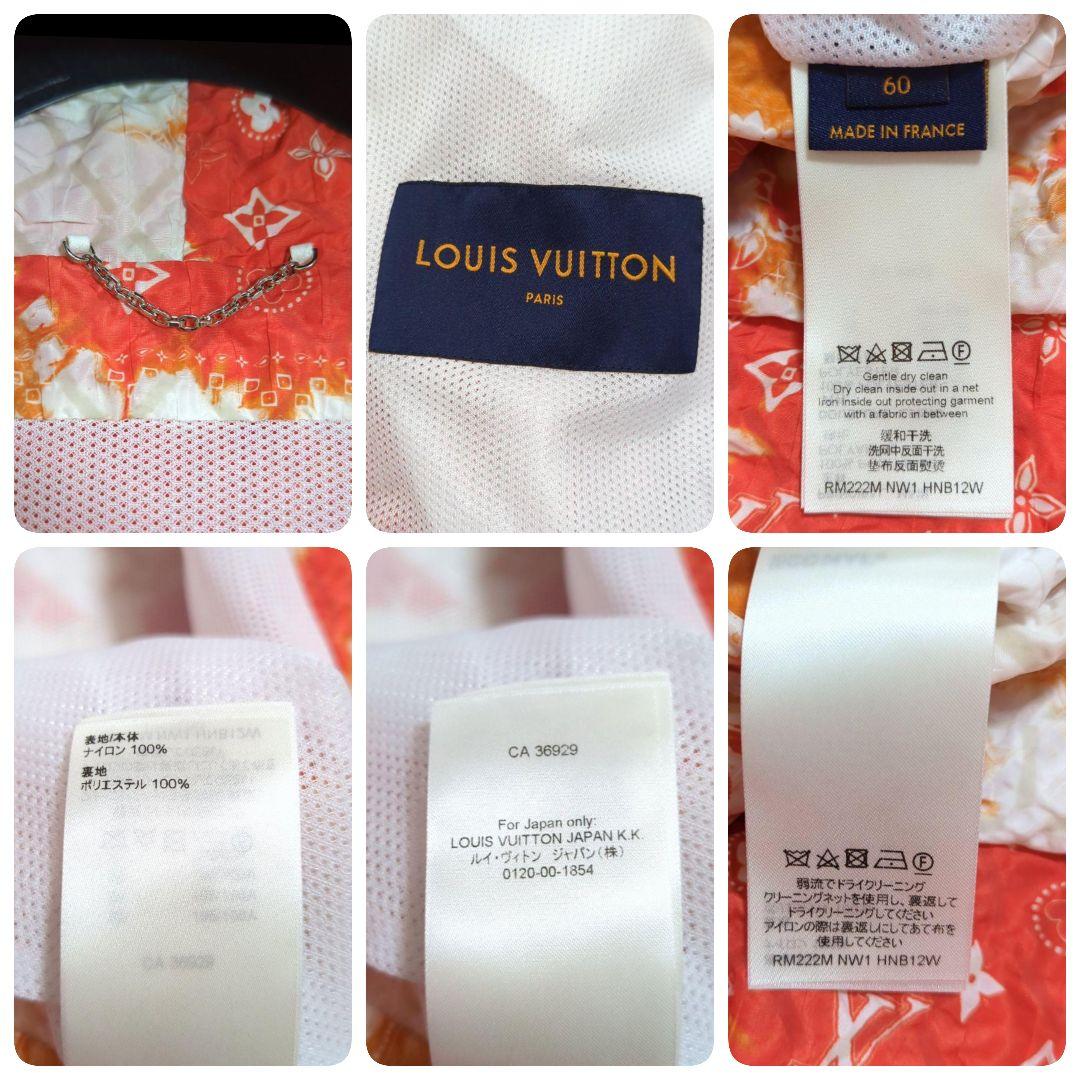 LOUIS VUITTON
PARIS
60
MADE IN FRANCE
F
Gentle dry clean
Dry clean inside out in a net
Iron inside out protecting garment
with a fabric in between
缓和干洗
洗网中反面干洗
垫布反面熨烫
RM222M NW1 HNB12W
表地/本体
ナイロン 100%
裏地
ポリエステル 100%
CA 36929
CA 36929
For Japan only:
LOUIS VUITTON JAPAN K.K.
ルイ・ヴィトン ジャパン(株)
0120-00-1854
F
弱流でドライクリーニング
クリーニングネットを使用し、裏返して
ドライクリーニングしてください
アイロンの際は裏返しにしてあて布を
使用してください
RM222M NW1 HNB12W
LV